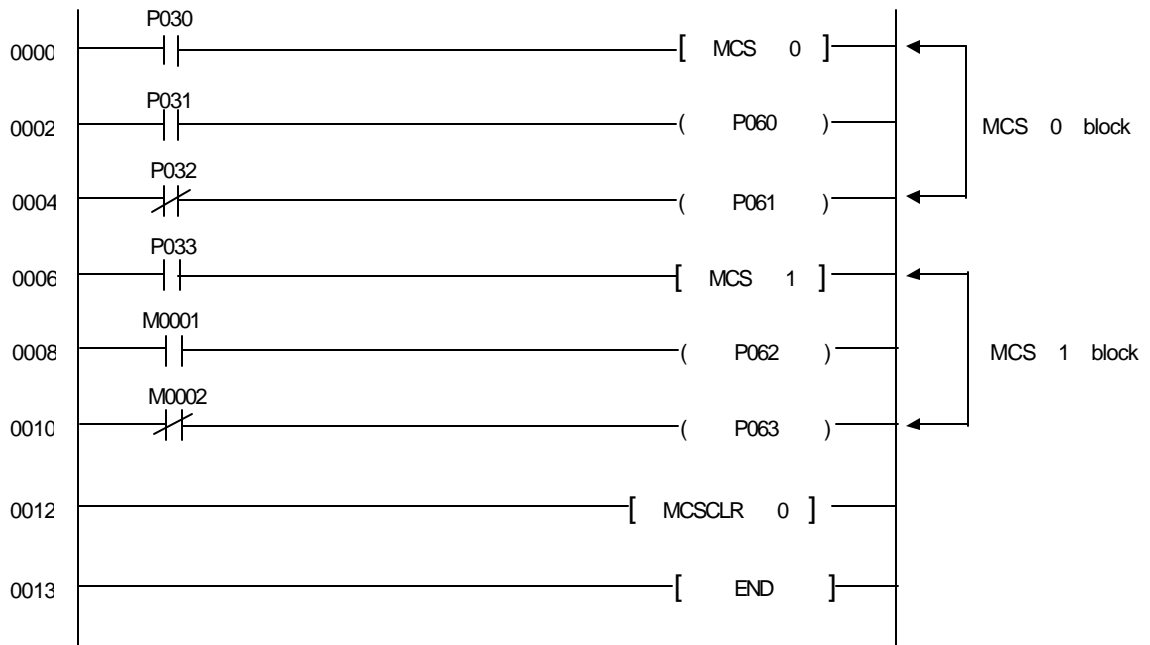 P030
0000 [ MCS 0 ]
P031
0002 ( P060 ) MCS 0 block
P032
0004 ( P061 )
P033
0006 [ MCS 1 ]
M0001
0008 ( P062 ) MCS 1 block
M0002
0010 ( P063 )
0012 [ MCSCLR 0 ]
0013 [ END ]